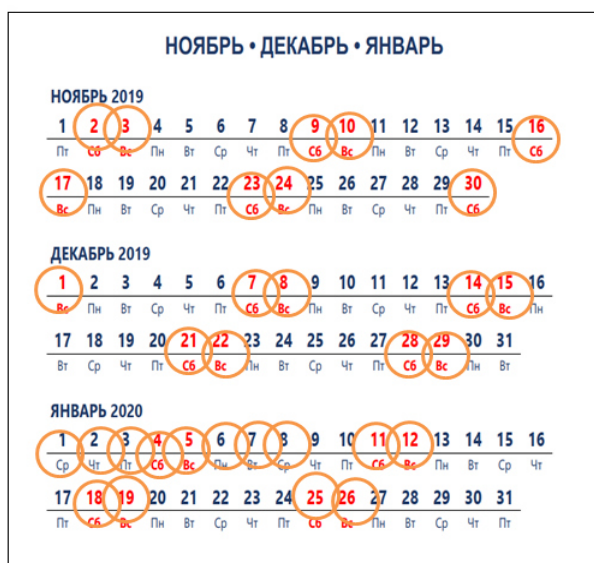 НОЯБРЬ • ДЕКАБРЬ • ЯНВАРЬ
НОЯБРЬ 2019
1 2 3 4 5 6 7 8 9 10 11 12 13 14 15 16
Пт Сб Вс Пн Вт Ср Чт Пт Сб Вс Пн Вт Ср Чт Пт Сб
17 18 19 20 21 22 23 24 25 26 27 28 29 30
Вс Пн Вт Ср Чт Пт Сб Вс Пн Вт Ср Чт Пт Сб
ДЕКАБРЬ 2019
1 2 3 4 5 6 7 8 9 10 11 12 13 14 15 16
Вс Пн Вт Ср Чт Пт Сб Вс Пн Вт Ср Чт Пт Сб Вс Пн
17 18 19 20 21 22 23 24 25 26 27 28 29 30 31
Вт Ср Чт Пт Сб Вс Пн Вт Ср Чт Пт Сб Вс Пн Вт
ЯНВАРЬ 2020
1 2 3 4 5 6 7 8 9 10 11 12 13 14 15 16
Ср Чт Пт Сб Вс Пн Вт Ср Чт Пт Сб Вс Пн Вт Ср Чт
17 18 19 20 21 22 23 24 25 26 27 28 29 30 31
Пт Сб Вс Пн Вт Ср Чт Пт Сб Вс Пн Вт Ср Чт Пт